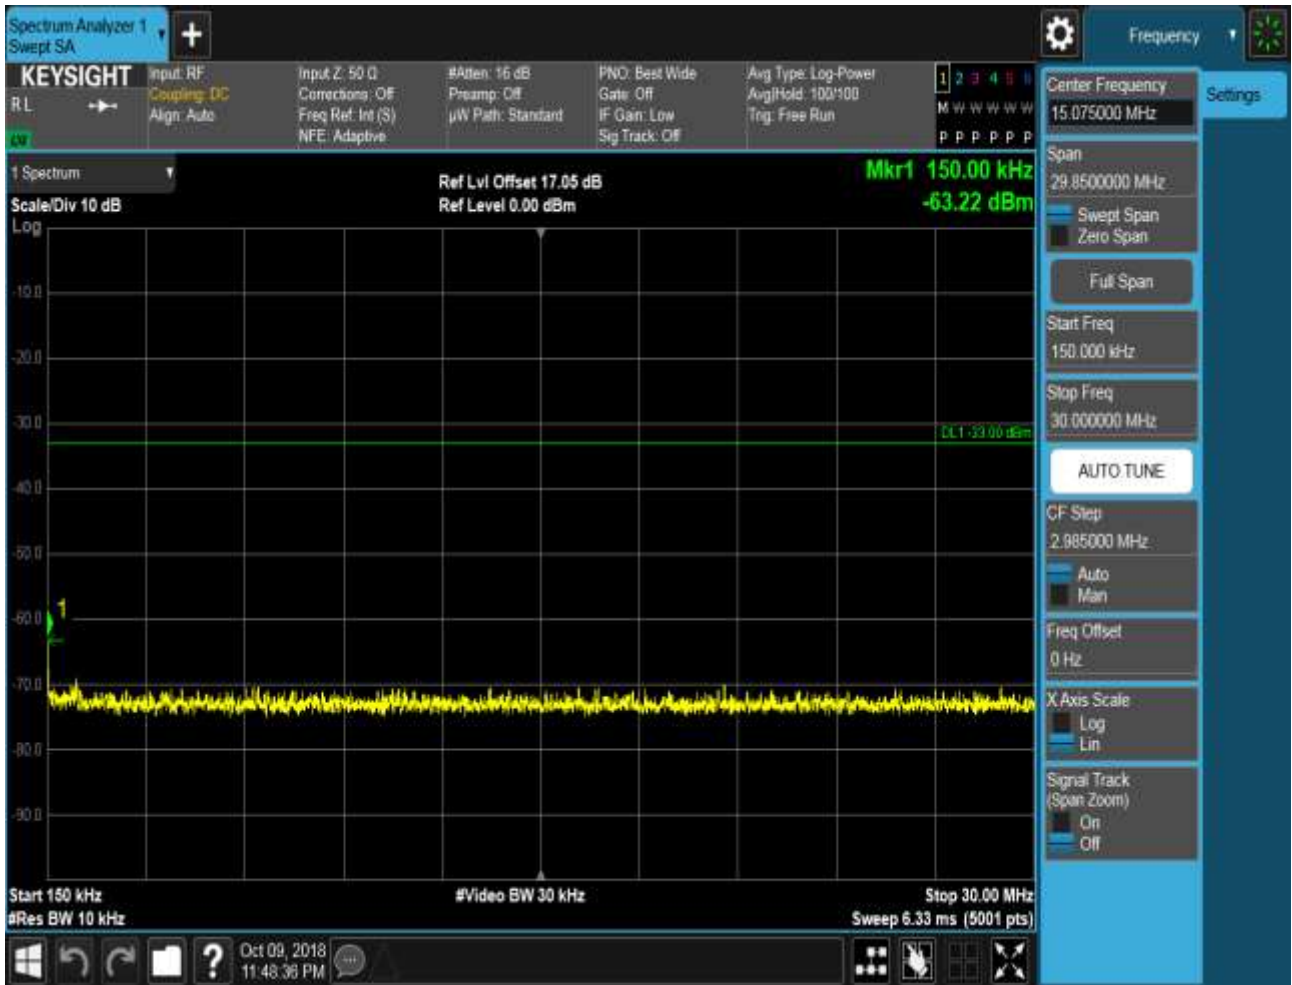 Spectrum Analyzer 1
Swept SA
Frequency
KEYSIGHT
RL
LXI
Input: RF
Coupling: DC
Align: Auto
Input Z: 50 Ω
Corrections: Off
Freq Ref: Int (S)
NFE: Adaptive
#Atten: 16 dB
Preamp: Off
µW Path: Standard
PNO: Best Wide
Gate: Off
IF Gain: Low
Sig Track: Off
Avg Type: Log-Power
Avg|Hold: 100/100
Trig: Free Run
1 2 3 4 5 6
M W W W W W
P P P P P P
1 Spectrum
Scale/Div 10 dB
Log
Ref Lvl Offset 17.05 dB
Ref Level 0.00 dBm
Mkr1 150.00 kHz
-63.22 dBm
-10.0
-20.0
-30.0
DL1 -33.00 dBm
-40.0
-50.0
-60.0
1
-70.0
-80.0
-90.0
Start 150 kHz
#Video BW 30 kHz
Stop 30.00 MHz
#Res BW 10 kHz
Sweep 6.33 ms (5001 pts)
Center Frequency
15.075000 MHz
Settings
Span
29.8500000 MHz
Swept Span
Zero Span
Full Span
Start Freq
150.000 kHz
Stop Freq
30.000000 MHz
AUTO TUNE
CF Step
2.985000 MHz
Auto
Man
Freq Offset
0 Hz
X Axis Scale
Log
Lin
Signal Track
(Span Zoom)
On
Off
Oct 09, 2018
11:48:36 PM